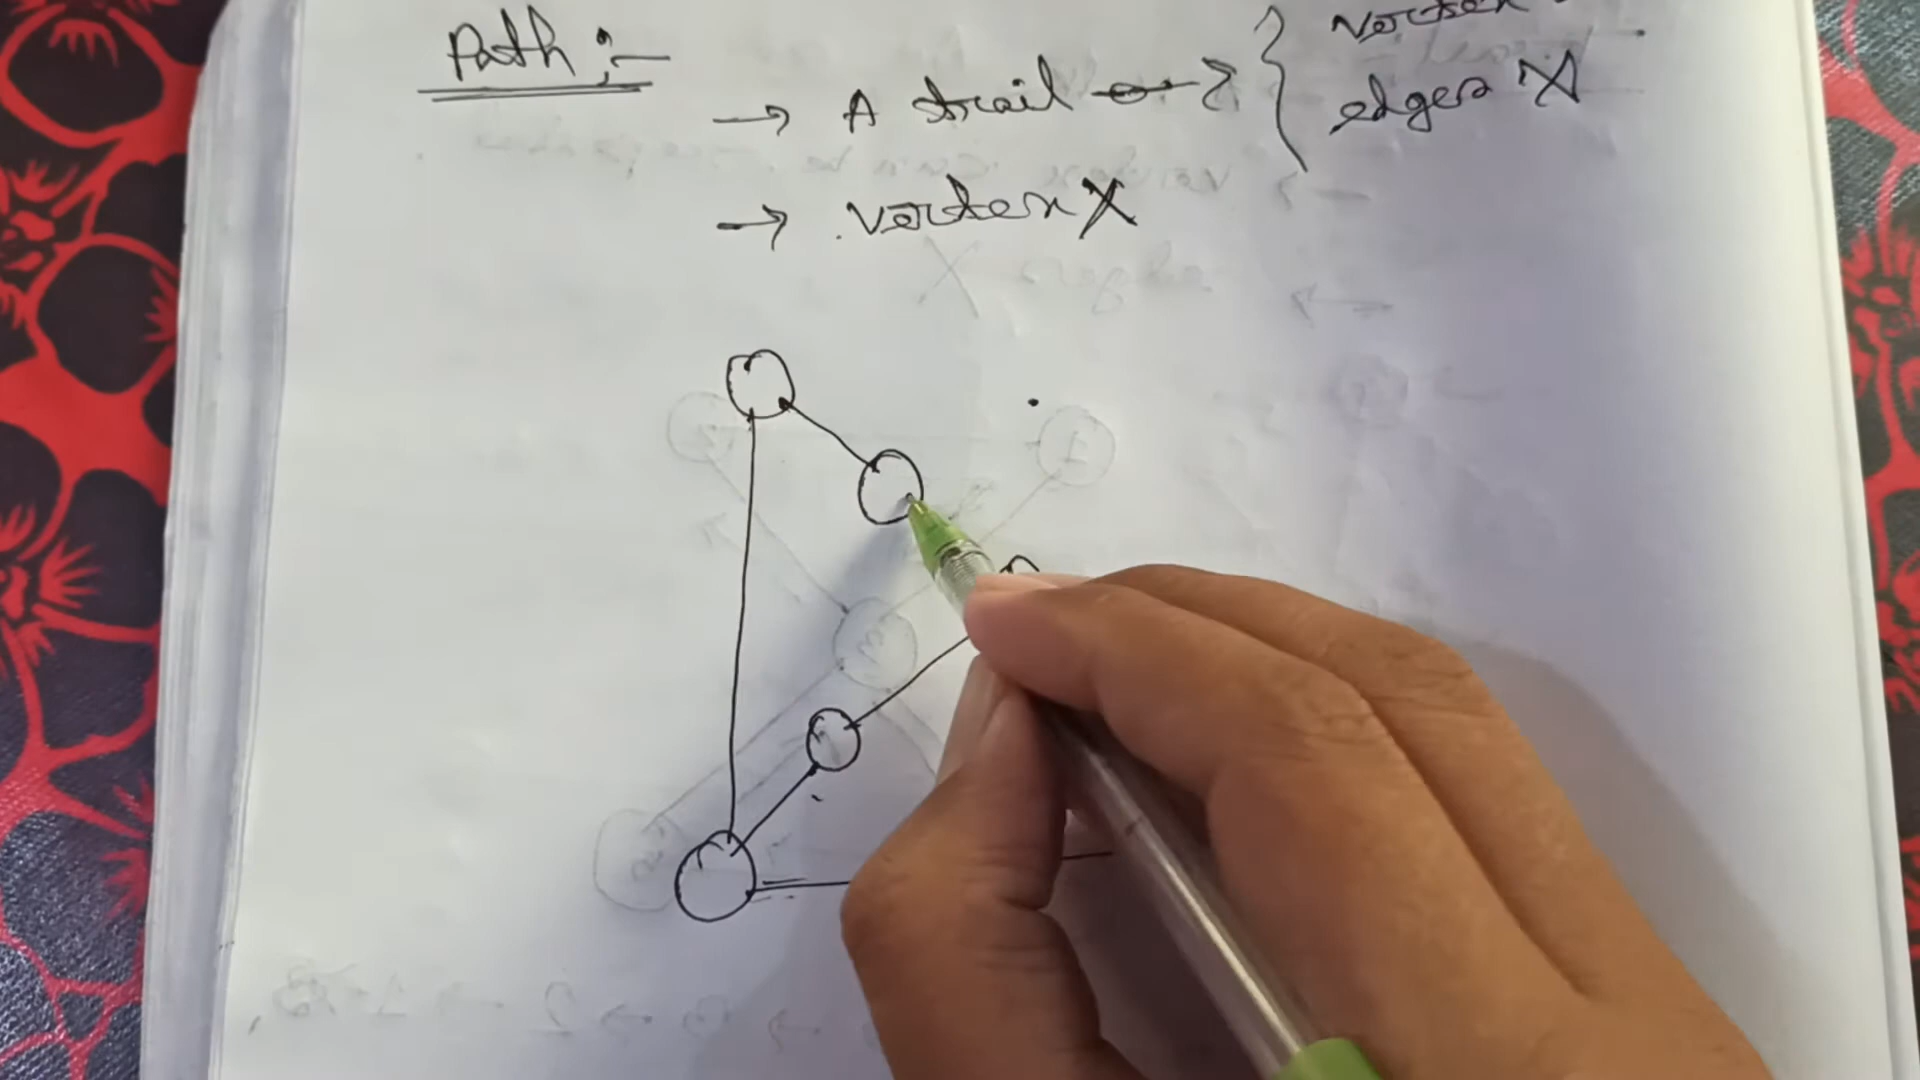 Path :-
→ A trail → { Vertex
edges X
→ Vertex X